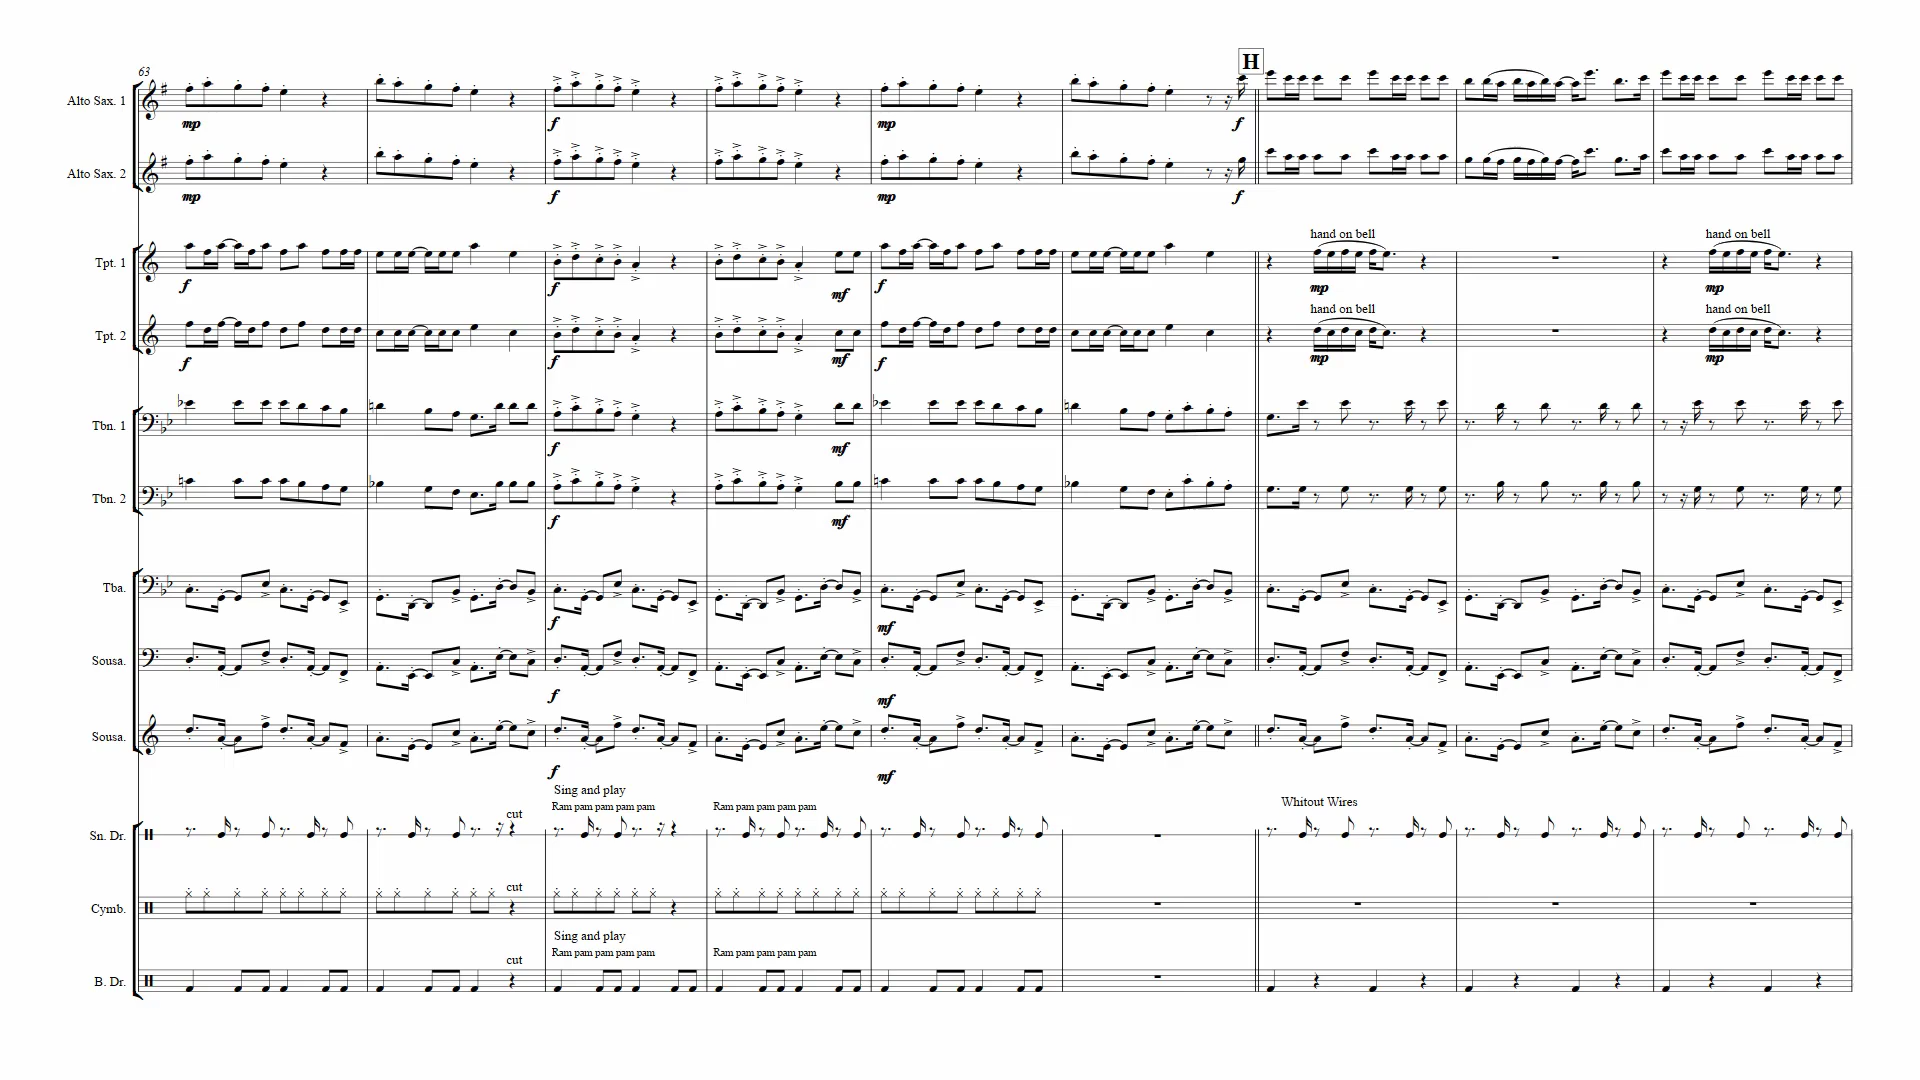 H
63
Alto Sax. 1
mp
f
mp
f
Alto Sax. 2
mp
f
mp
f
hand on bell
hand on bell
Tpt. 1
f
f
mf
f
mp
mp
hand on bell
hand on bell
Tpt. 2
f
f
mf
f
mp
mp
Tbn. 1
f
mf
Tbn. 2
f
mf
Tba.
f
mf
Sousa.
f
mf
Sousa.
f
mf
Sing and play
Ram pam pam pam pam
Ram pam pam pam pam
Whitout Wires
cut
Sn. Dr.
cut
Cymb.
Sing and play
Ram pam pam pam pam
Ram pam pam pam pam
cut
B. Dr.